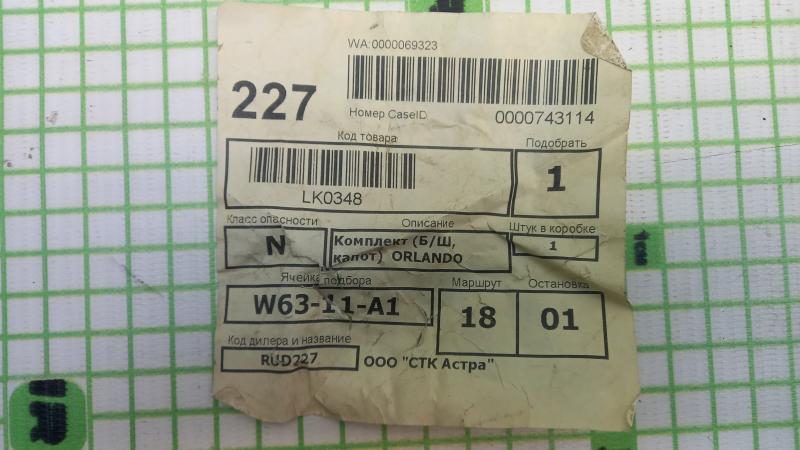 WA:0000069323
227
Номер CaseID
0000743114
Код товара
Подобрать
LK0348
1
Класс опасности
Описание
Штук в коробке
N
Комплект (Б/Ш,
капот) ORLANDO
1
Ячейка подбора
Маршрут
Остановка
W63-11-A1
18
01
Код дилера и название
RUD227
ООО "СТК Астра"
1см